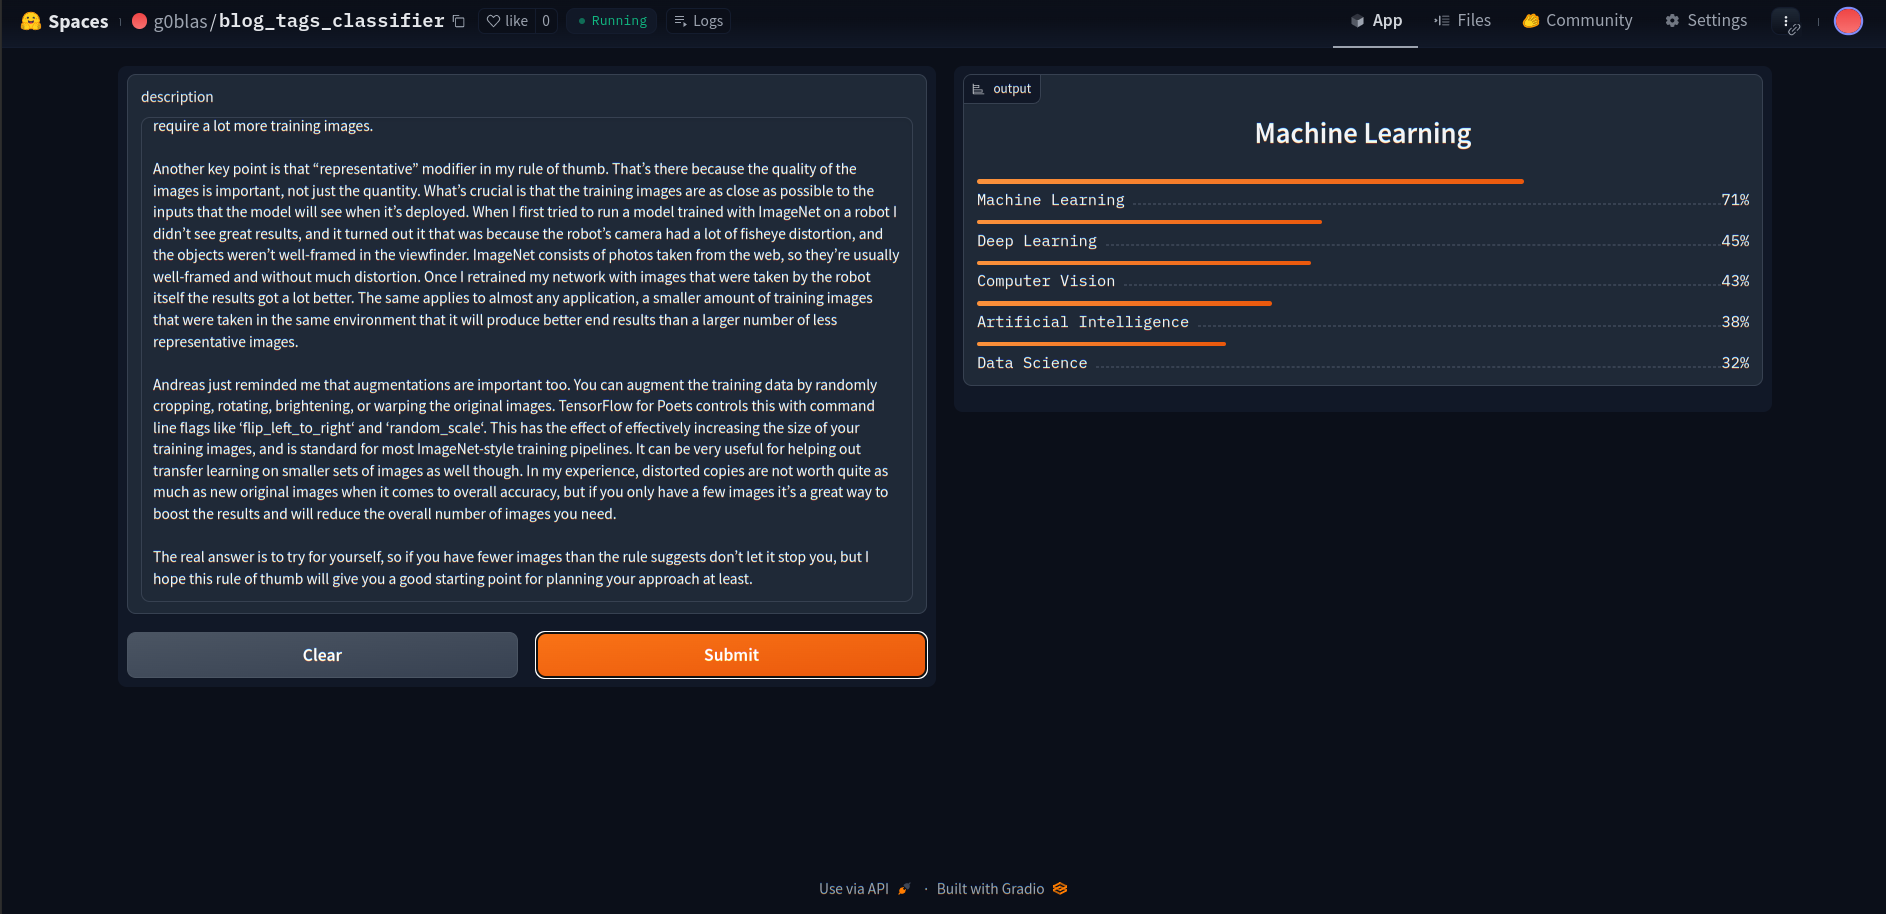 Spaces
g0blas/blog_tags_classifier
like 0
Running
Logs
App
Files
Community
Settings
description
require a lot more training images.
Another key point is that “representative” modifier in my rule of thumb. That’s there because the quality of the
images is important, not just the quantity. What’s crucial is that the training images are as close as possible to the
inputs that the model will see when it’s deployed. When I first tried to run a model trained with ImageNet on a robot I
didn’t see great results, and it turned out it that was because the robot’s camera had a lot of fisheye distortion, and
the objects weren’t well-framed in the viewfinder. ImageNet consists of photos taken from the web, so they’re usually
well-framed and without much distortion. Once I retrained my network with images that were taken by the robot
itself the results got a lot better. The same applies to almost any application, a smaller amount of training images
that were taken in the same environment that it will produce better end results than a larger number of less
representative images.
Andreas just reminded me that augmentations are important too. You can augment the training data by randomly
cropping, rotating, brightening, or warping the original images. TensorFlow for Poets controls this with command
line flags like ‘flip_left_to_right‘ and ‘random_scale‘. This has the effect of effectively increasing the size of your
training images, and is standard for most ImageNet-style training pipelines. It can be very useful for helping out
transfer learning on smaller sets of images as well though. In my experience, distorted copies are not worth quite as
much as new original images when it comes to overall accuracy, but if you only have a few images it’s a great way to
boost the results and will reduce the overall number of images you need.
The real answer is to try for yourself, so if you have fewer images than the rule suggests don’t let it stop you, but I
hope this rule of thumb will give you a good starting point for planning your approach at least.
Clear
Submit
output
Machine Learning
Machine Learning 71%
Deep Learning 45%
Computer Vision 43%
Artificial Intelligence 38%
Data Science 32%
Use via API · Built with Gradio